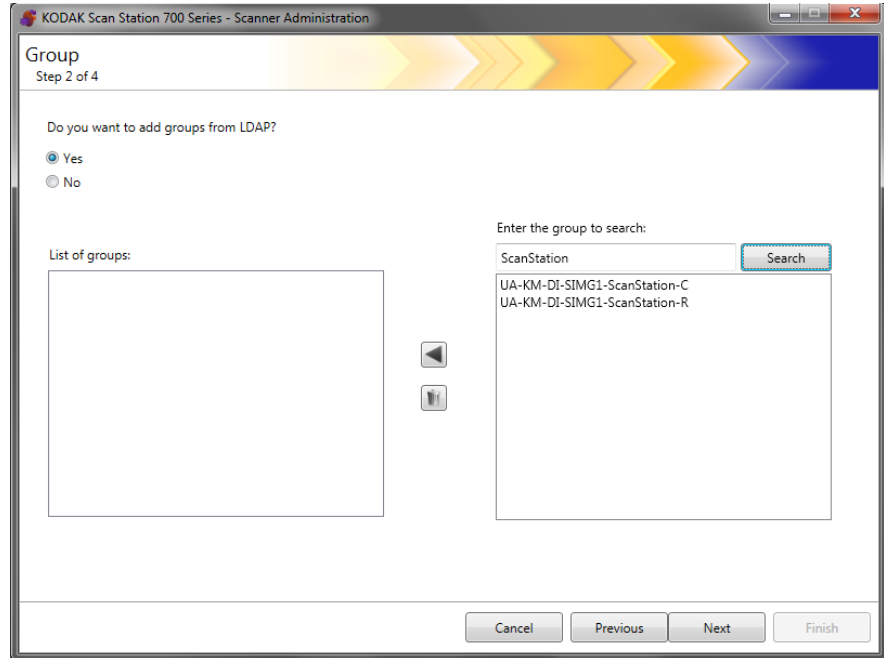 KODAK Scan Station 700 Series - Scanner Administration
Group
Step 2 of 4
Do you want to add groups from LDAP?
Yes
No
Enter the group to search:
List of groups:
ScanStation
Search
UA-KM-DI-SIMG1-ScanStation-C
UA-KM-DI-SIMG1-ScanStation-R
Cancel
Previous
Next
Finish